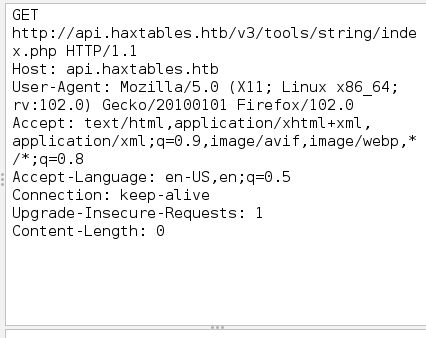 GET
http://api.haxtables.htb/v3/tools/string/inde
x.php HTTP/1.1
Host: api.haxtables.htb
User-Agent: Mozilla/5.0 (X11; Linux x86_64;
rv:102.0) Gecko/20100101 Firefox/102.0
Accept: text/html,application/xhtml+xml,
application/xml;q=0.9,image/avif,image/webp,*
/*;q=0.8
Accept-Language: en-US,en;q=0.5
Connection: keep-alive
Upgrade-Insecure-Requests: 1
Content-Length: 0